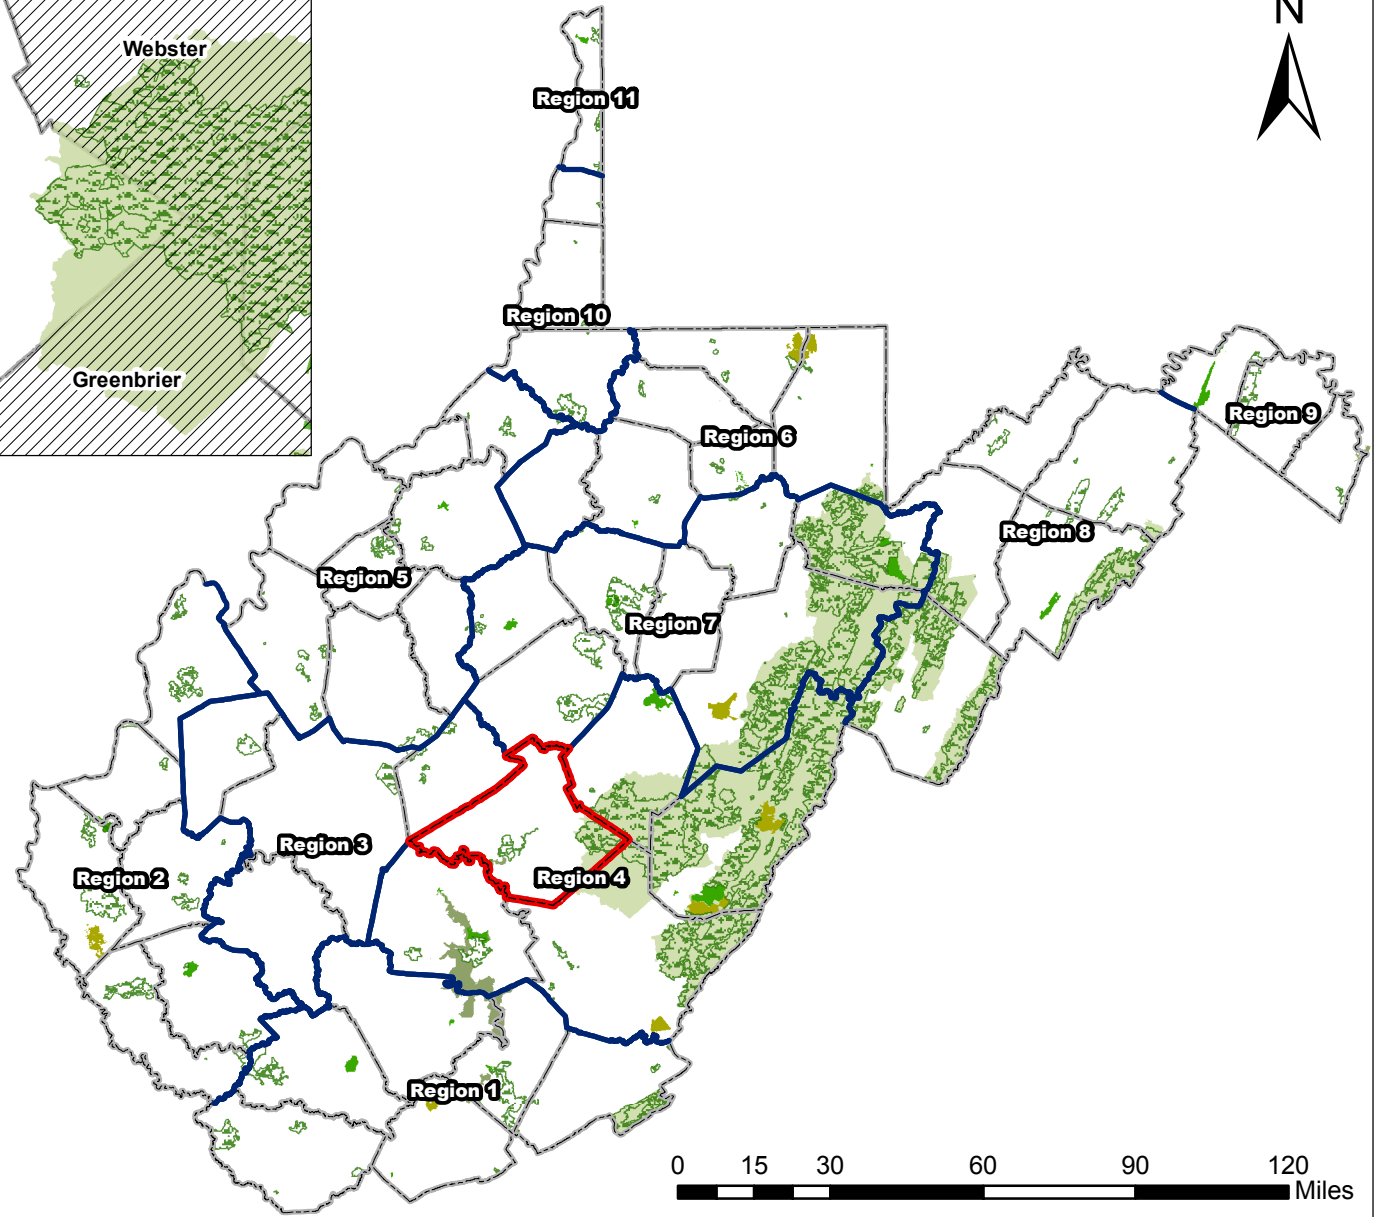 N
Webster
Region 11
Region 10
Greenbrier
Region 9
Region 6
Region 8
Region 5
Region 7
Region 3
Region 2
Region 4
Region 1
0 15 30 60 90 120
Miles